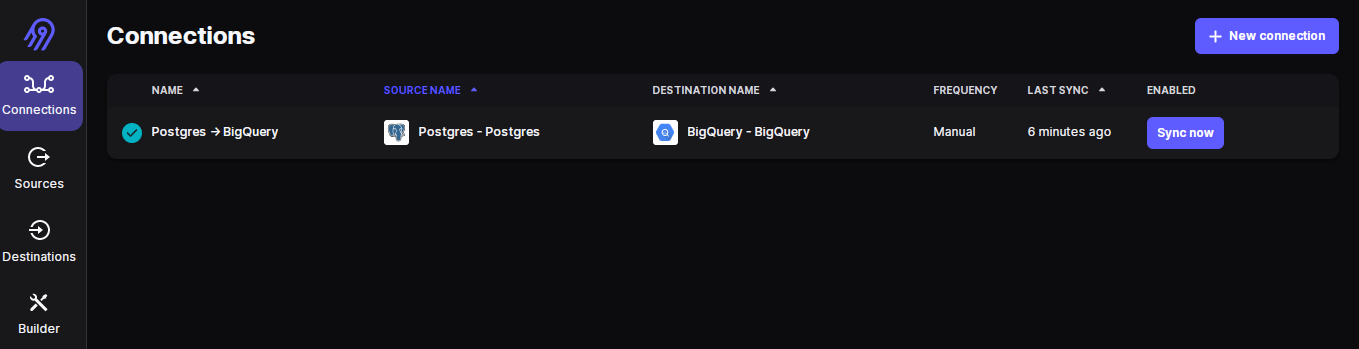 Connections
New connection
NAME SOURCE NAME DESTINATION NAME FREQUENCY LAST SYNC ENABLED
Postgres → BigQuery Postgres - Postgres BigQuery - BigQuery Manual 6 minutes ago Sync now
Connections
Sources
Destinations
Builder